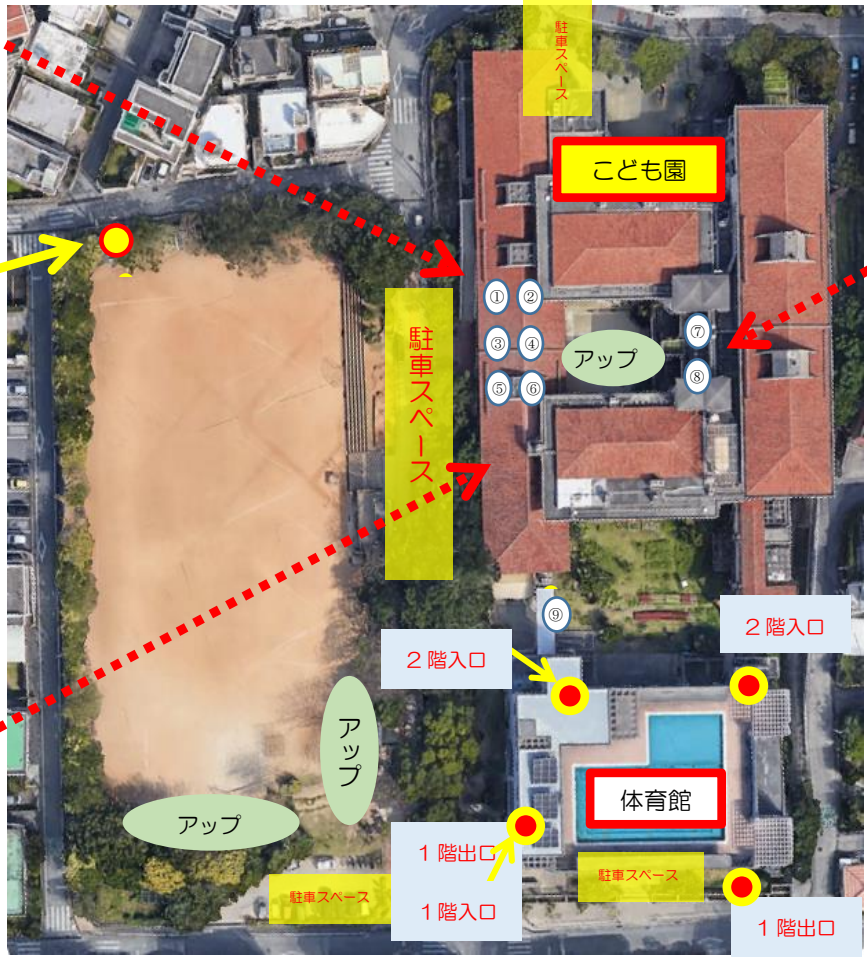 駐車スペース
こども園
①
②
③
④
⑤
⑥
アップ
⑦
⑧
駐車スペース
⑨
2階入口
2階入口
アップ
アップ
体育館
1階出口
1階入口
駐車スペース
駐車スペース
1階出口